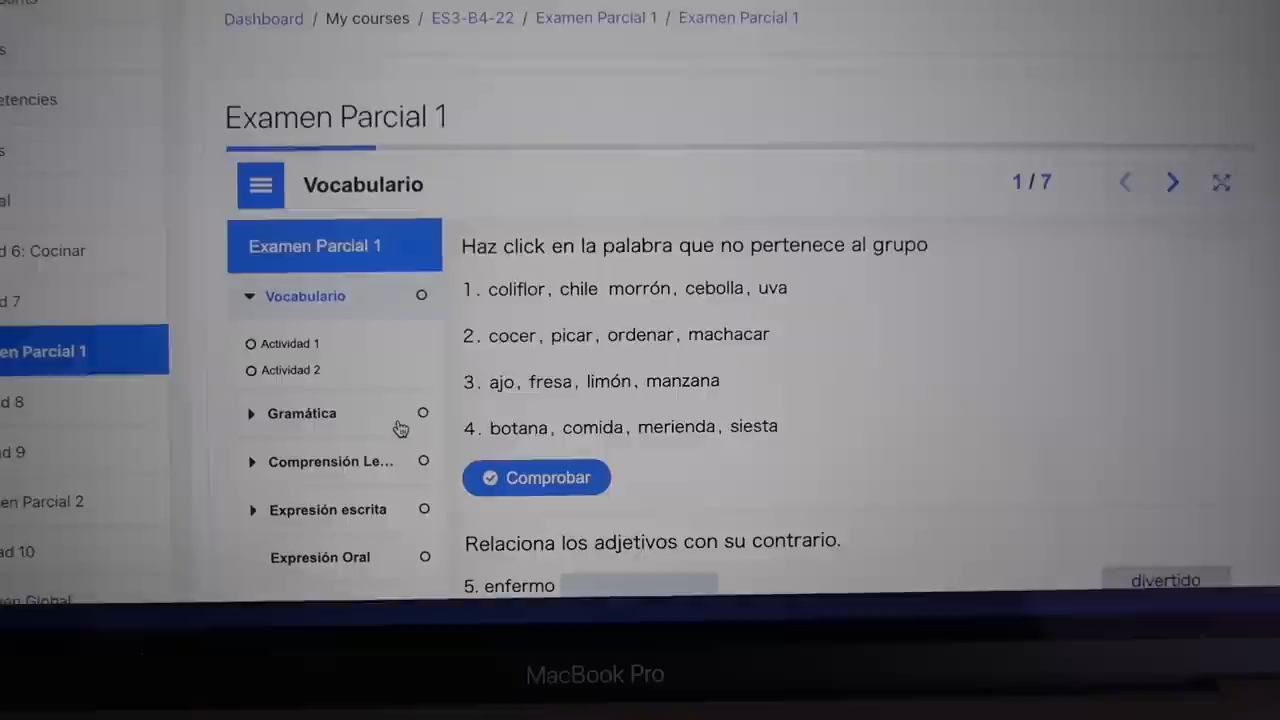 Dashboard / My courses / ES3-B4-22 / Examen Parcial 1 / Examen Parcial 1
etencies
al
d 6: Cocinar
d 7
en Parcial 1
d 8
d 9
en Parcial 2
ad 10
en Global
Examen Parcial 1
Vocabulario
1 / 7
Examen Parcial 1
Vocabulario
Actividad 1
Actividad 2
Gramática
Comprensión Le...
Expresión escrita
Expresión Oral
Haz click en la palabra que no pertenece al grupo
1. coliflor, chile morrón, cebolla, uva
2. cocer, picar, ordenar, machacar
3. ajo, fresa, limón, manzana
4. botana, comida, merienda, siesta
Comprobar
Relaciona los adjetivos con su contrario.
5. enfermo
divertido
MacBook Pro